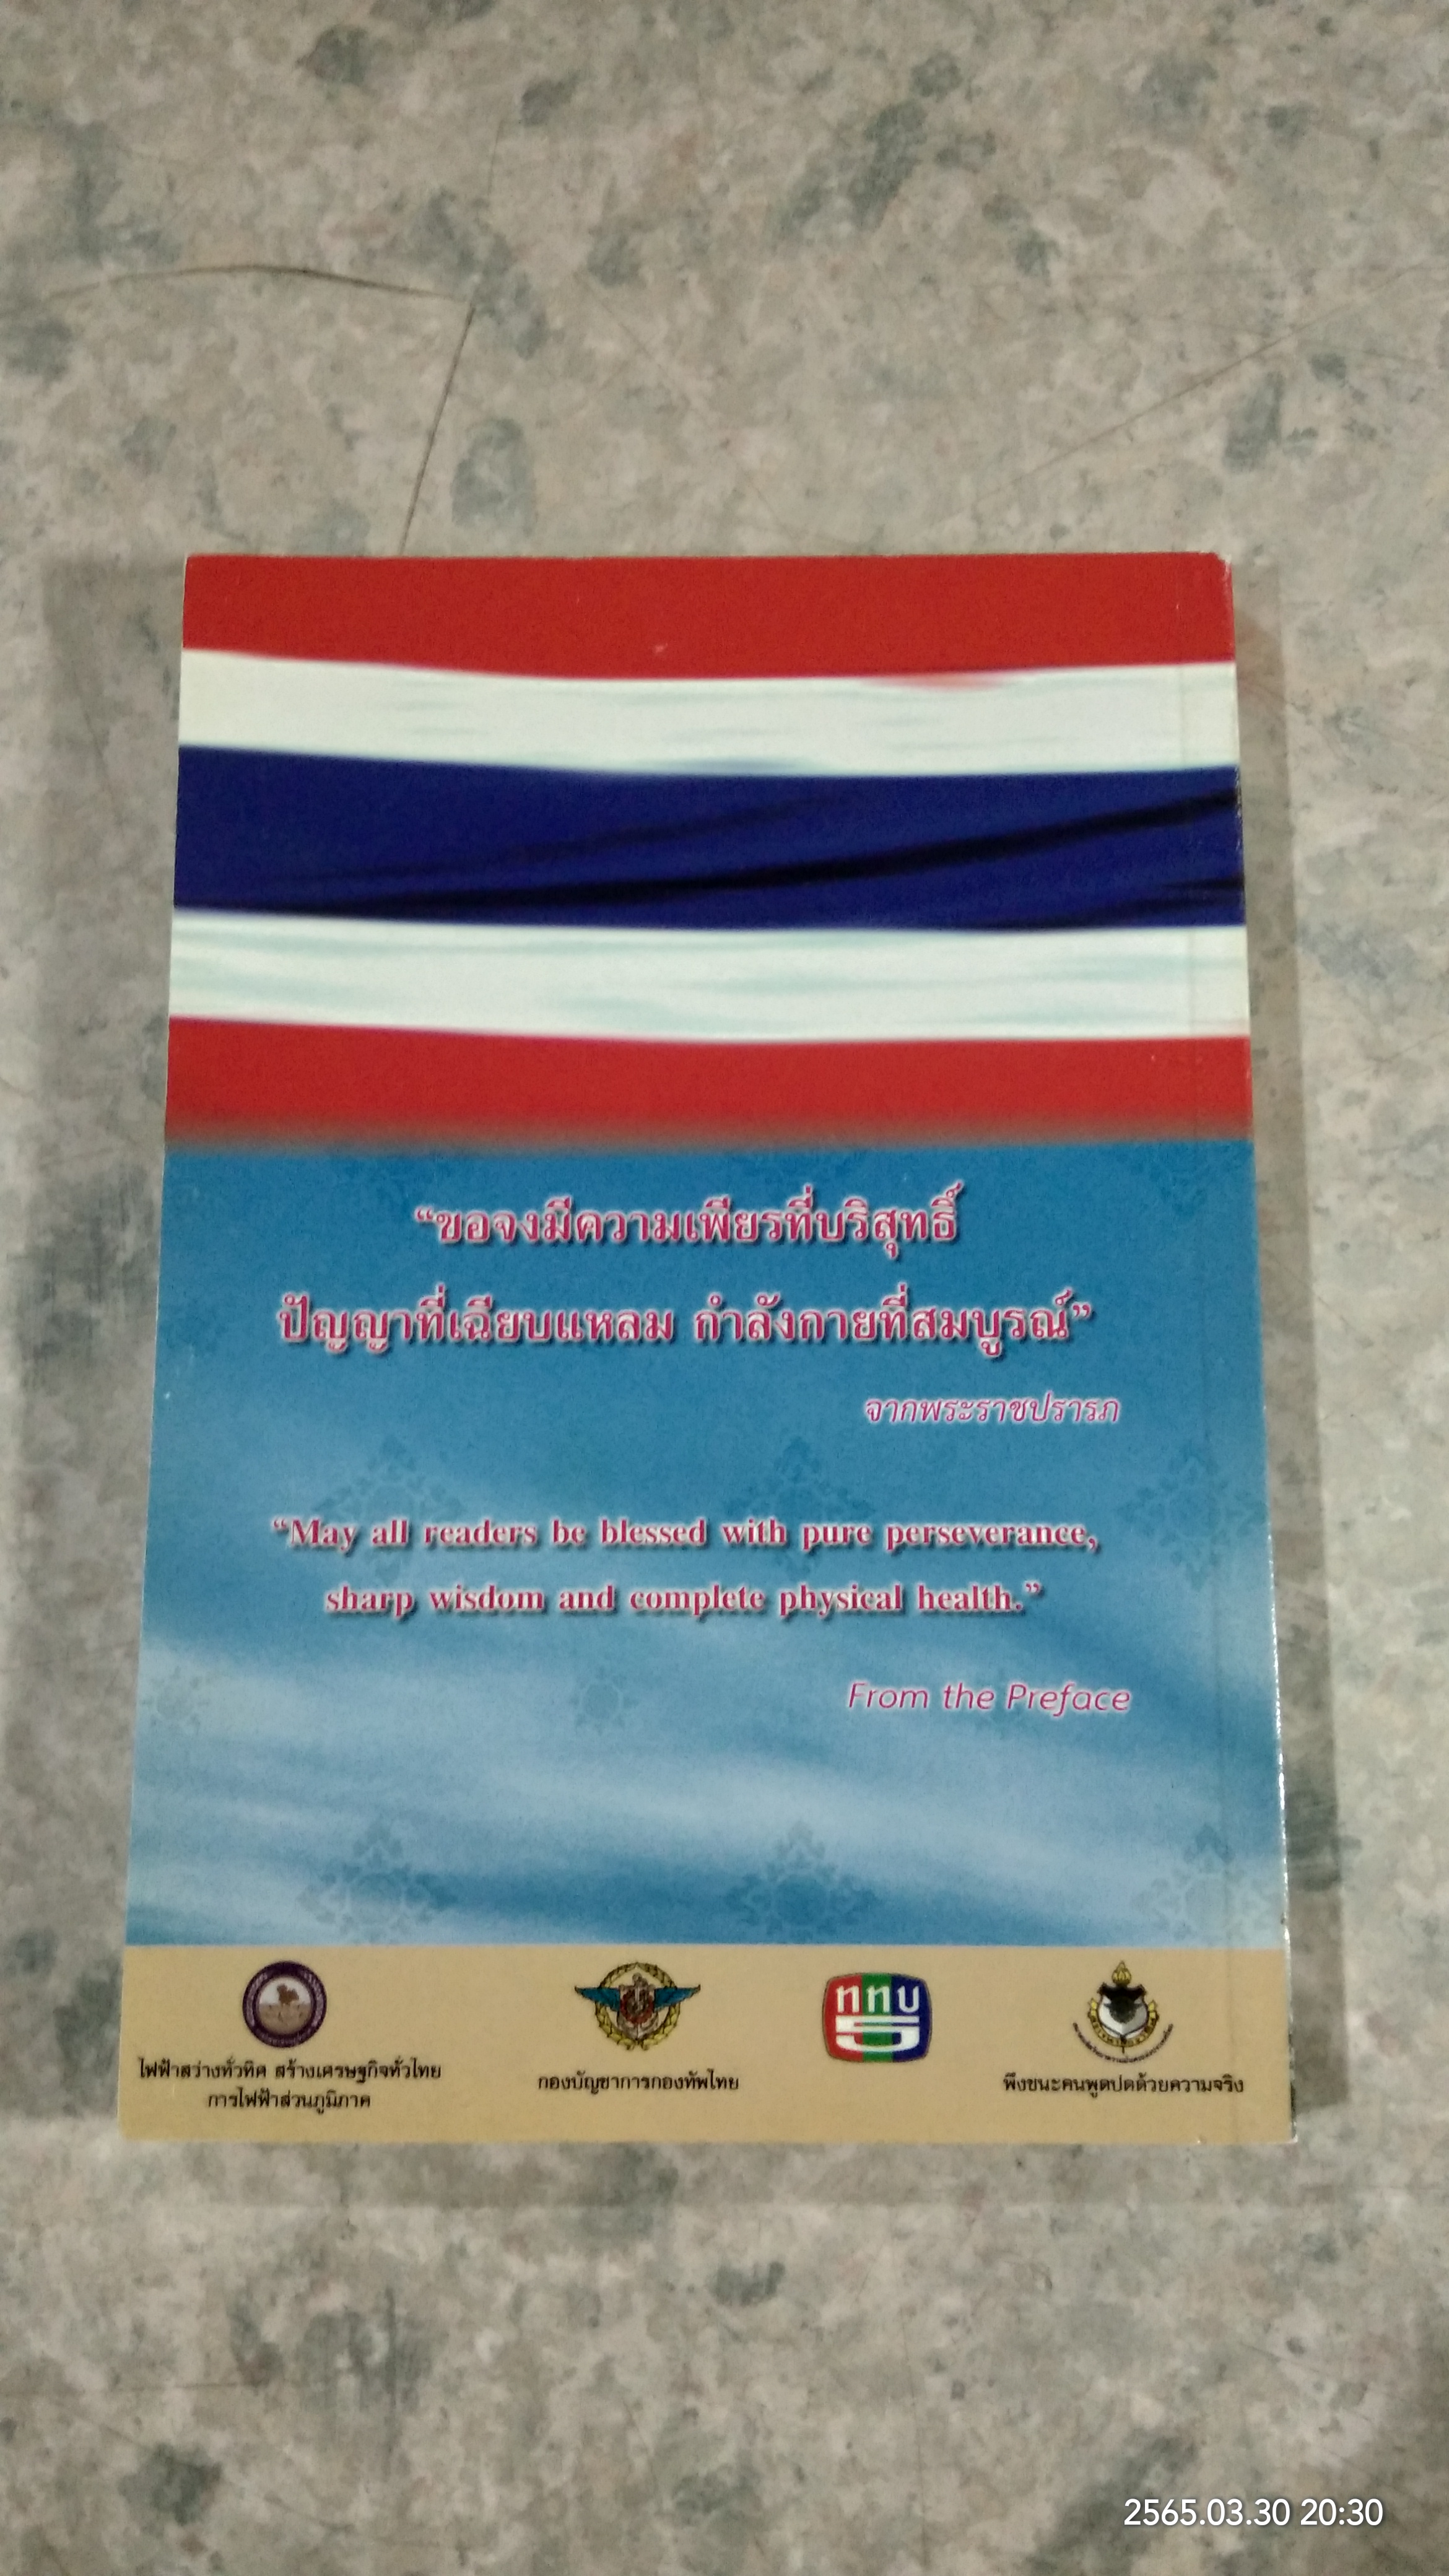 “ขอจงมีความเพียรที่บริสุทธิ์
ปัญญาที่เฉียบแหลม กำลังกายที่สมบูรณ์”
จากพระราชปรารภ
“May all readers be blessed with pure perseverance,
sharp wisdom and complete physical health.”
From the Preface
ททบ
5
ไฟฟ้าสว่างทั่วทิศ สร้างเศรษฐกิจทั่วไทย
การไฟฟ้าส่วนภูมิภาค
กองบัญชาการกองทัพไทย
พึงชนะคนพูดปดด้วยความจริง
2565.03.30 20:30